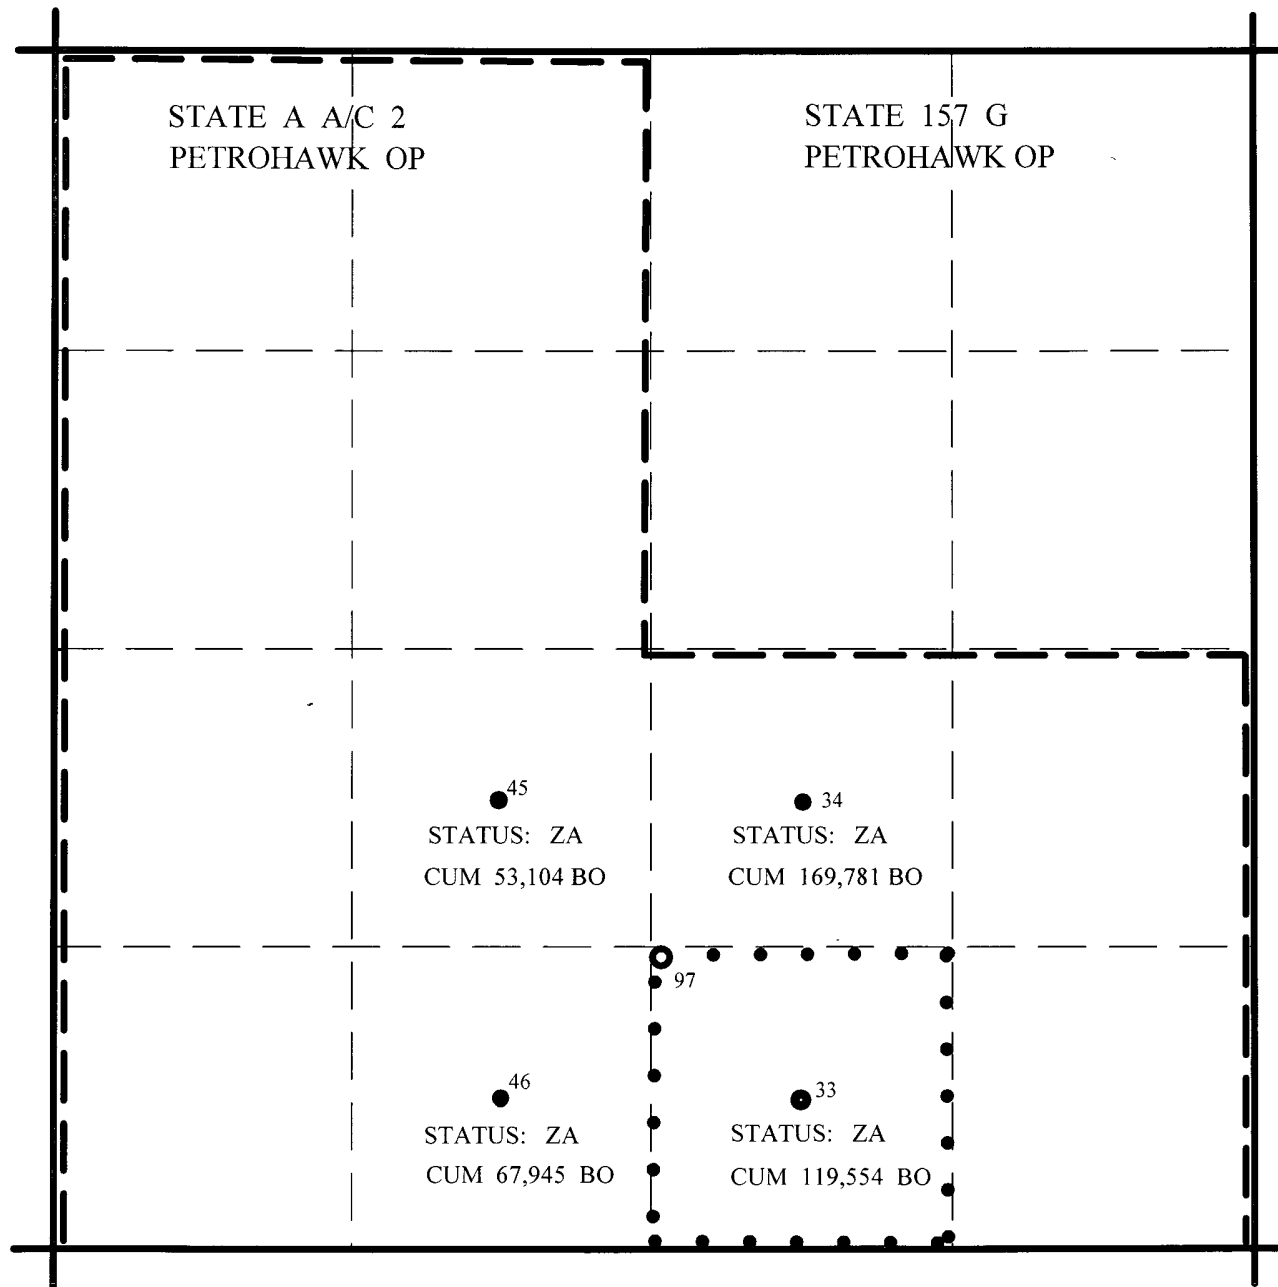 STATE A A/C 2
PETROHAWK OP
STATE 157 G
PETROHAWK OP
45
STATUS: ZA
CUM 53,104 BO
34
STATUS: ZA
CUM 169,781 BO
97
46
STATUS: ZA
CUM 67,945 BO
33
STATUS: ZA
CUM 119,554 BO